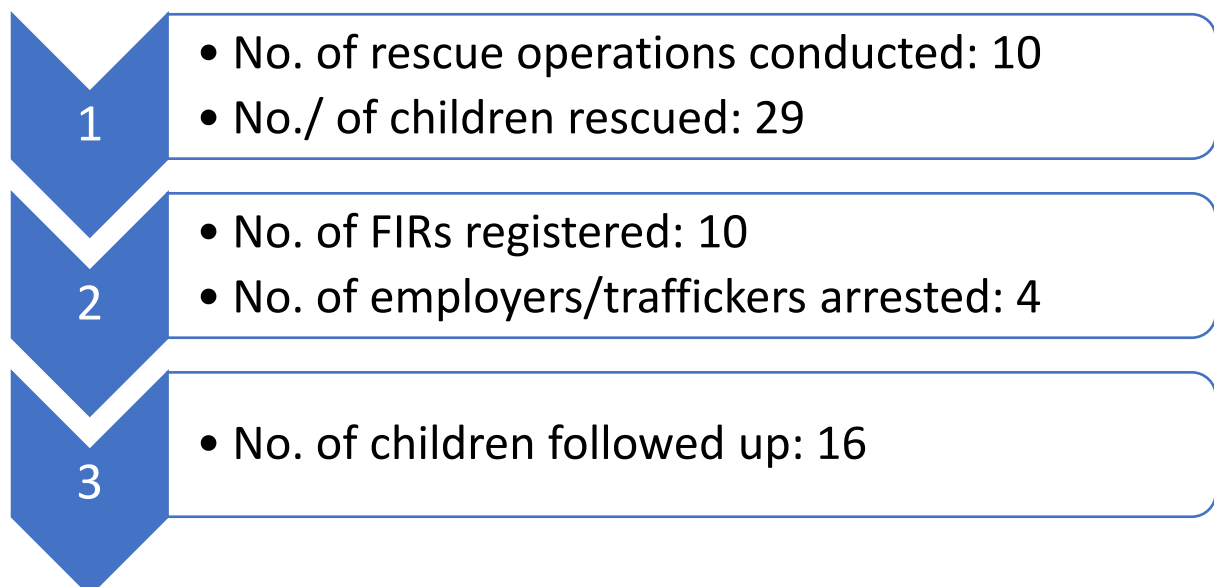 1
• No. of rescue operations conducted: 10
• No./ of children rescued: 29
2
• No. of FIRs registered: 10
• No. of employers/traffickers arrested: 4
3
• No. of children followed up: 16